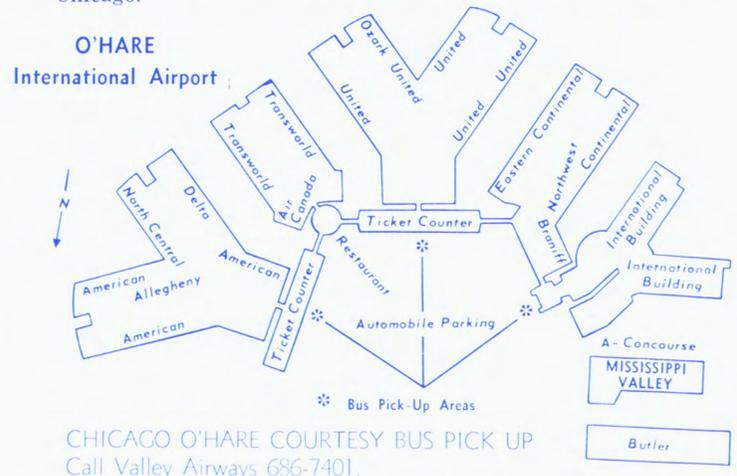 Chicago.
O'HARE
International Airport
N
Ozark United
United
United
United
United
Transworld
Transworld
Air
Canada
Eastern Continental
Northwest
Continental
Braniff
North Central
Delta
American
American
Allegheny
American
Ticket Counter
Restaurant
Ticket Counter
International
Building
International
Building
Automobile Parking
A - Concourse
MISSISSIPPI
VALLEY
Butler
* Bus Pick-Up Areas
CHICAGO O'HARE COURTESY BUS PICK UP
Call Valley Airways 686-7401.